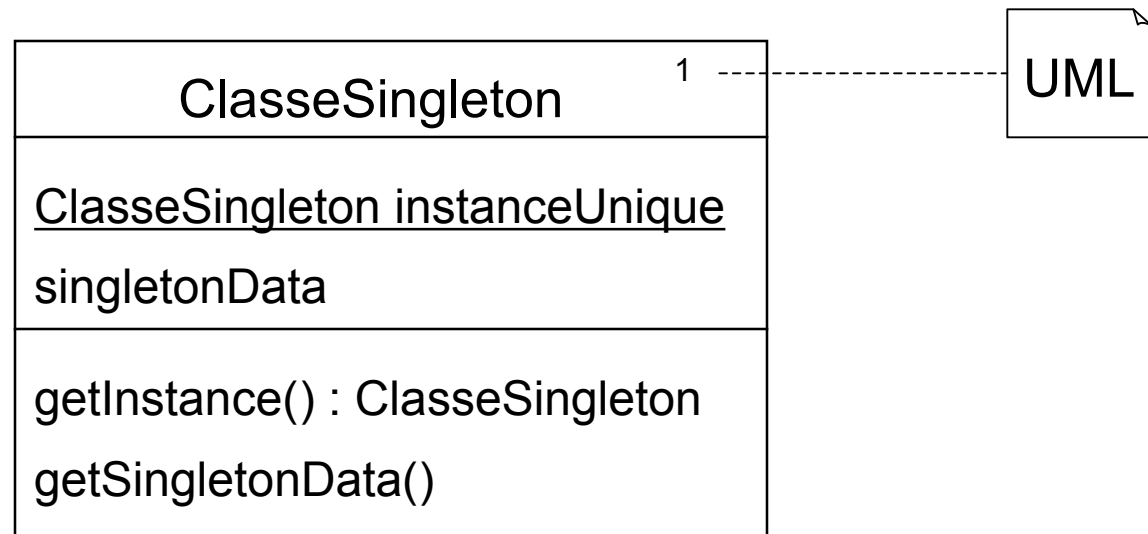 ClasseSingleton
1
UML
ClasseSingleton instanceUnique
singletonData
getInstance() : ClasseSingleton
getSingletonData()